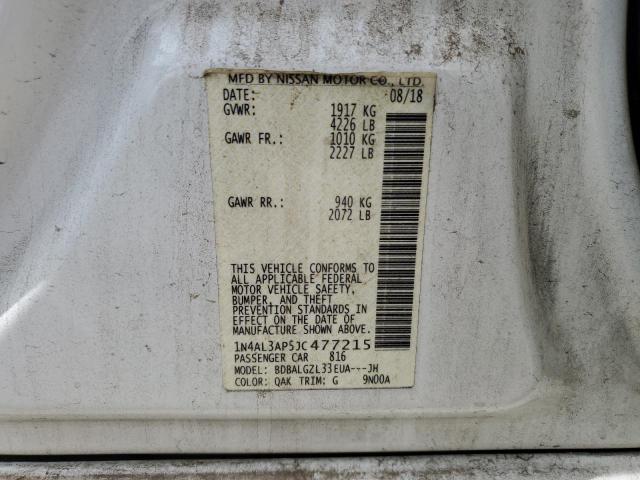 MFD BY NISSAN MOTOR CO., LTD.
DATE: 08/18
GVWR: 1917 KG
4226 LB
GAWR FR.: 1010 KG
2227 LB
GAWR RR.: 940 KG
2072 LB
THIS VEHICLE CONFORMS TO
ALL APPLICABLE FEDERAL
MOTOR VEHICLE SAFETY,
BUMPER, AND THEFT
PREVENTION STANDARDS IN
EFFECT ON THE DATE OF
MANUFACTURE SHOWN ABOVE.
1N4AL3AP5JC477215
PASSENGER CAR 816
MODEL: BDBALGZL33EUA---JH
COLOR: QAK TRIM: G 9N00A